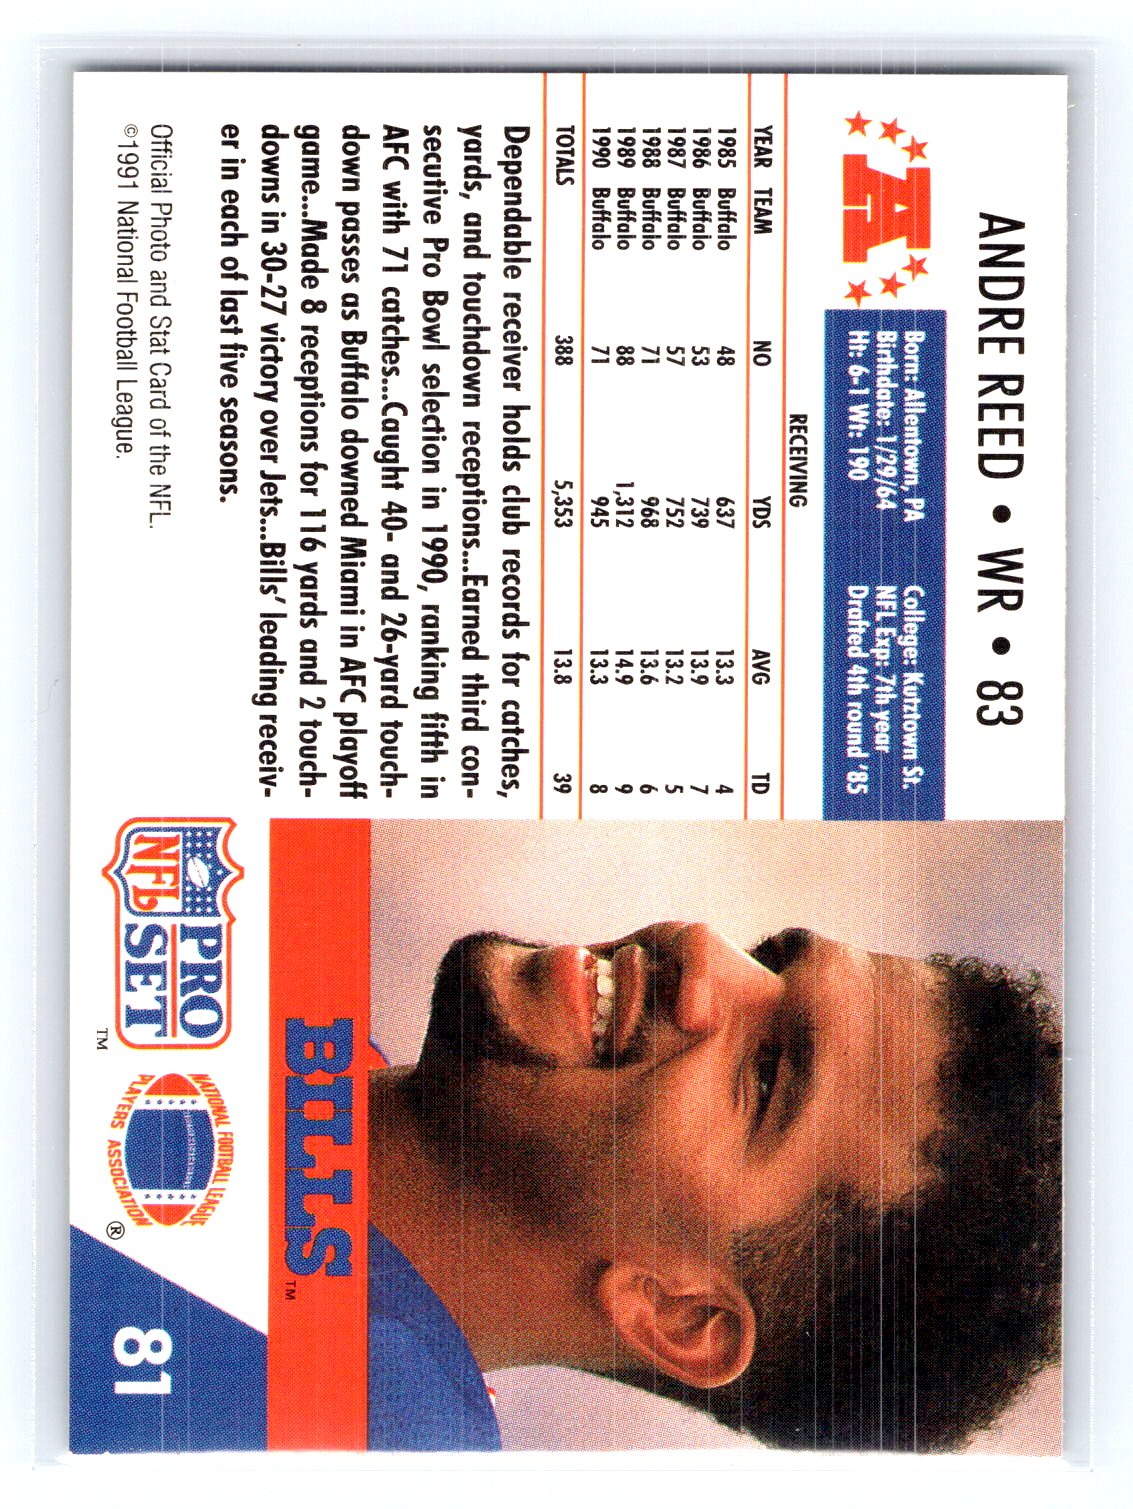 ANDRE REED • WR • 83
A
Born: Allentown, PA College: Kutztown St.
Birthdate: 1/29/64 NFL Exp: 7th year
Ht: 6-1 Wt: 190 Drafted 4th round '85
RECEIVING
YEAR TEAM NO YDS AVG TD
1985 Buffalo 48 637 13.3 4
1986 Buffalo 53 739 13.9 7
1987 Buffalo 57 752 13.2 5
1988 Buffalo 71 968 13.6 6
1989 Buffalo 88 1,312 14.9 9
1990 Buffalo 71 945 13.3 8
TOTALS 388 5,353 13.8 39
Dependable receiver holds club records for catches,
yards, and touchdown receptions...Earned third con-
secutive Pro Bowl selection in 1990, ranking fifth in
AFC with 71 catches...Caught 40- and 26-yard touch-
down passes as Buffalo downed Miami in AFC playoff
game...Made 8 receptions for 116 yards and 2 touch-
downs in 30-27 victory over Jets...Bills' leading receiv-
er in each of last five seasons.
Official Photo and Stat Card of the NFL.
©1991 National Football League.
BILLS™
NFL
PRO
SET
™
NATIONAL FOOTBALL LEAGUE
PLAYERS ASSOCIATION
®
81